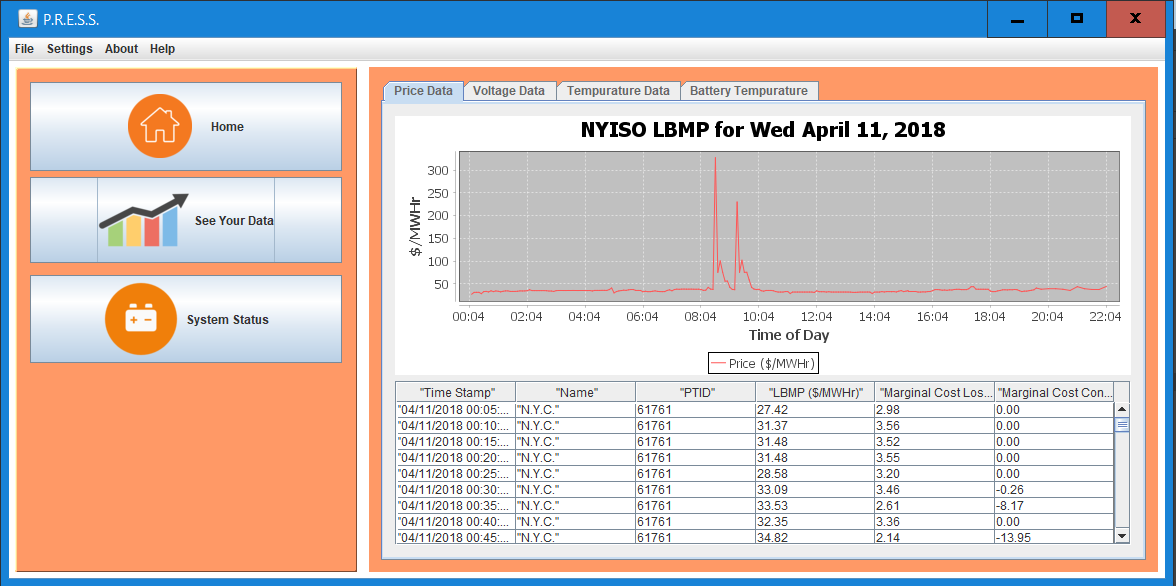 P.R.E.S.S.
File Settings About Help
Home
See Your Data
System Status
Price Data Voltage Data Tempurature Data Battery Tempurature
NYISO LBMP for Wed April 11, 2018
$/MWHr
300
250
200
150
100
50
00:04 02:04 04:04 06:04 08:04 10:04 12:04 14:04 16:04 18:04 20:04 22:04
Time of Day
Price ($/MWHr)
"Time Stamp" "Name" "PTID" "LBMP ($/MWHr)" "Marginal Cost Los... "Marginal Cost Con...
"04/11/2018 00:05:... "N.Y.C." 61761 27.42 2.98 0.00
"04/11/2018 00:10:... "N.Y.C." 61761 31.37 3.56 0.00
"04/11/2018 00:15:... "N.Y.C." 61761 31.48 3.52 0.00
"04/11/2018 00:20:... "N.Y.C." 61761 31.48 3.55 0.00
"04/11/2018 00:25:... "N.Y.C." 61761 28.58 3.20 0.00
"04/11/2018 00:30:... "N.Y.C." 61761 33.09 3.46 -0.26
"04/11/2018 00:35:... "N.Y.C." 61761 33.53 2.61 -8.17
"04/11/2018 00:40:... "N.Y.C." 61761 32.35 3.36 0.00
"04/11/2018 00:45:... "N.Y.C." 61761 34.82 2.14 -13.95